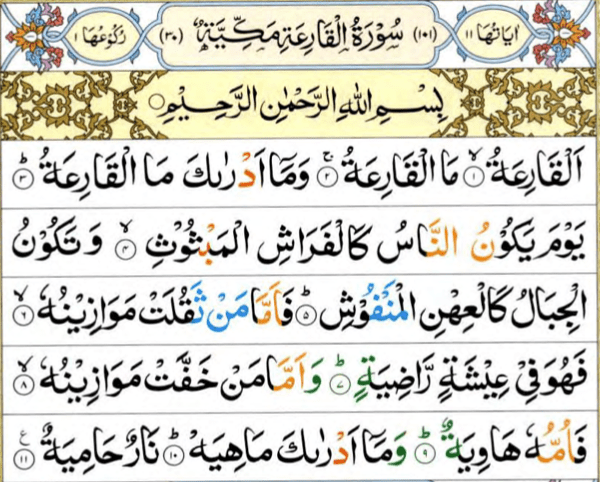 اٰيَاتُهَا ١١ (١٠١) سُوْرَةُ الْقَارِعَةِ مَكِّيَّةٌ (٣٠) رُكُوْعُهَا ١
بِسْمِ اللّٰهِ الرَّحْمٰنِ الرَّحِيْمِ
اَلْقَارِعَةُ ۙ﴿١﴾ مَا الْقَارِعَةُ ۚ﴿٢﴾ وَمَاۤ اَدْرٰىكَ مَا الْقَارِعَةُ ؕ﴿٣﴾
يَوْمَ يَكُوْنُ النَّاسُ كَالْفَرَاشِ الْمَبْثُوْثِ ۙ﴿٤﴾ وَتَكُوْنُ
الْجِبَالُ كَالْعِهْنِ الْمَنْفُوْشِ ؕ﴿٥﴾ فَاَمَّا مَنْ ثَقُلَتْ مَوَازِيْنُهٗ ۙ﴿٦﴾
فَهُوَ فِيْ عِيْشَةٍ رَّاضِيَةٍ ؕ﴿٧﴾ وَاَمَّا مَنْ خَفَّتْ مَوَازِيْنُهٗ ۙ﴿٨﴾
فَاُمُّهٗ هَاوِيَةٌ ؕ﴿٩﴾ وَمَاۤ اَدْرٰىكَ مَاهِيَهْ ؕ﴿١٠﴾ نَارٌ حَامِيَةٌ ۧ﴿١١﴾